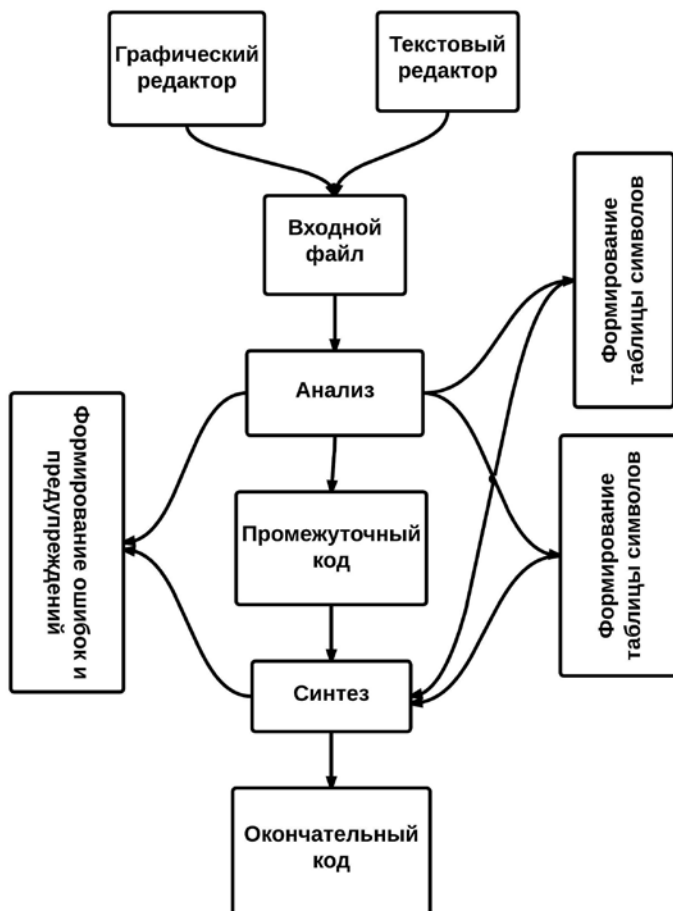 Графический
редактор
Текстовый
редактор
Входной
файл
Формирование
таблицы символов
Анализ
Формирование ошибок и
предупреждений
Промежуточный
код
Формирование
таблицы символов
Синтез
Окончательный
код